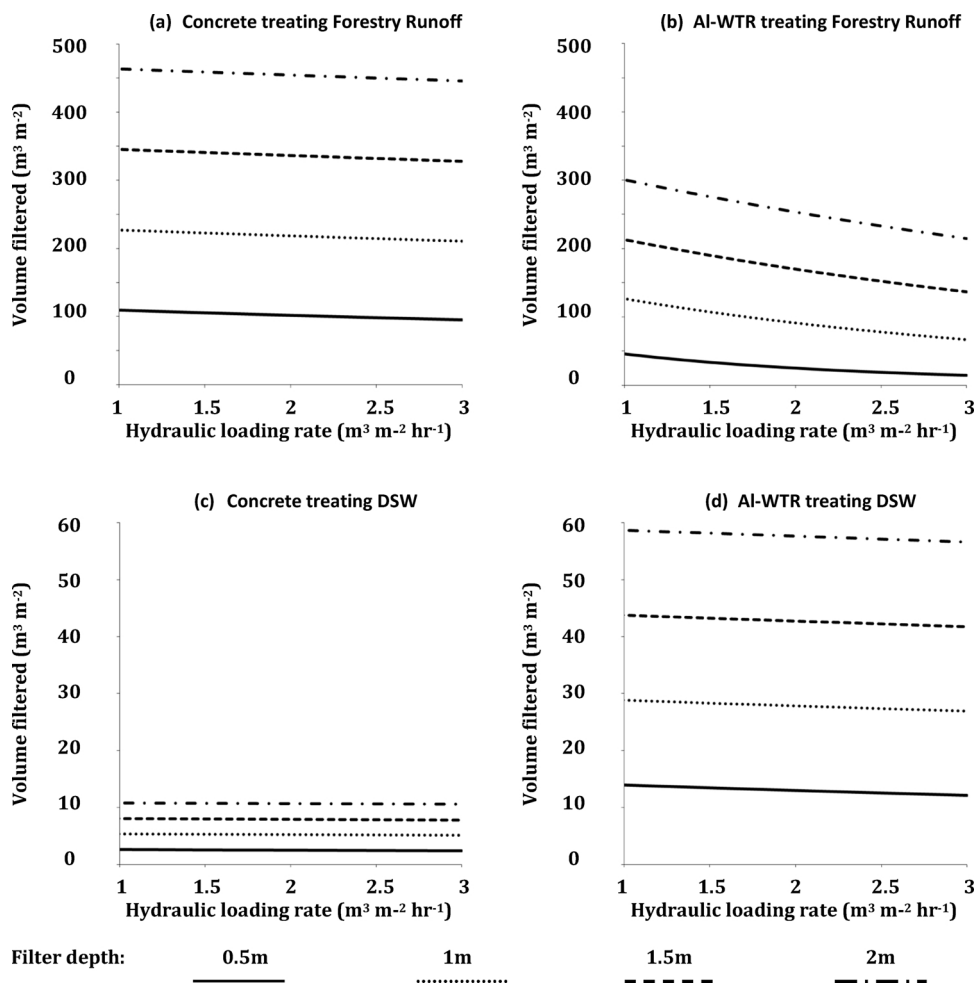 (a) Concrete treating Forestry Runoff
500
400
300
200
100
0
Volume filtered (m³ m⁻²)
1 1.5 2 2.5 3
Hydraulic loading rate (m³ m-² hr⁻¹)
(b) Al-WTR treating Forestry Runoff
500
400
300
200
100
0
Volume filtered (m³ m⁻²)
1 1.5 2 2.5 3
Hydraulic loading rate (m³ m-² hr⁻¹)
(c) Concrete treating DSW
60
50
40
30
20
10
0
Volume filtered (m³ m⁻²)
1 1.5 2 2.5 3
Hydraulic loading rate (m³ m-² hr⁻¹)
(d) Al-WTR treating DSW
60
50
40
30
20
10
0
Volume filtered (m³ m⁻²)
1 1.5 2 2.5 3
Hydraulic loading rate (m³ m-² hr⁻¹)
Filter depth: 0.5m 1m 1.5m 2m